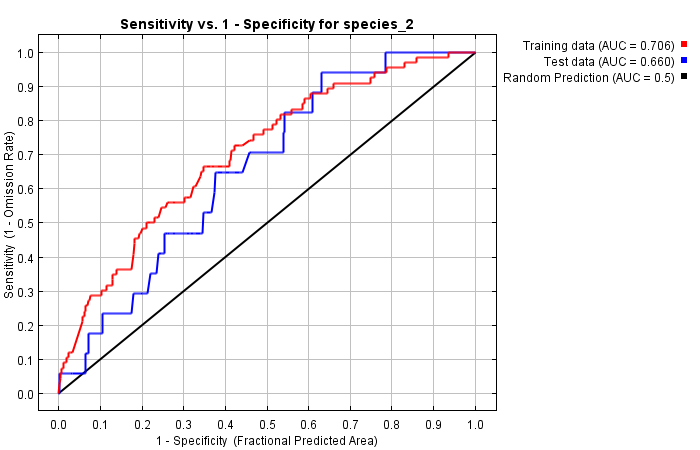 Sensitivity vs. 1 - Specificity for species_2
Training data (AUC = 0.706)
Test data (AUC = 0.660)
Random Prediction (AUC = 0.5)
Sensitivity (1 - Omission Rate)
1.0
0.9
0.8
0.7
0.6
0.5
0.4
0.3
0.2
0.1
0.0
0.0 0.1 0.2 0.3 0.4 0.5 0.6 0.7 0.8 0.9 1.0
1 - Specificity (Fractional Predicted Area)